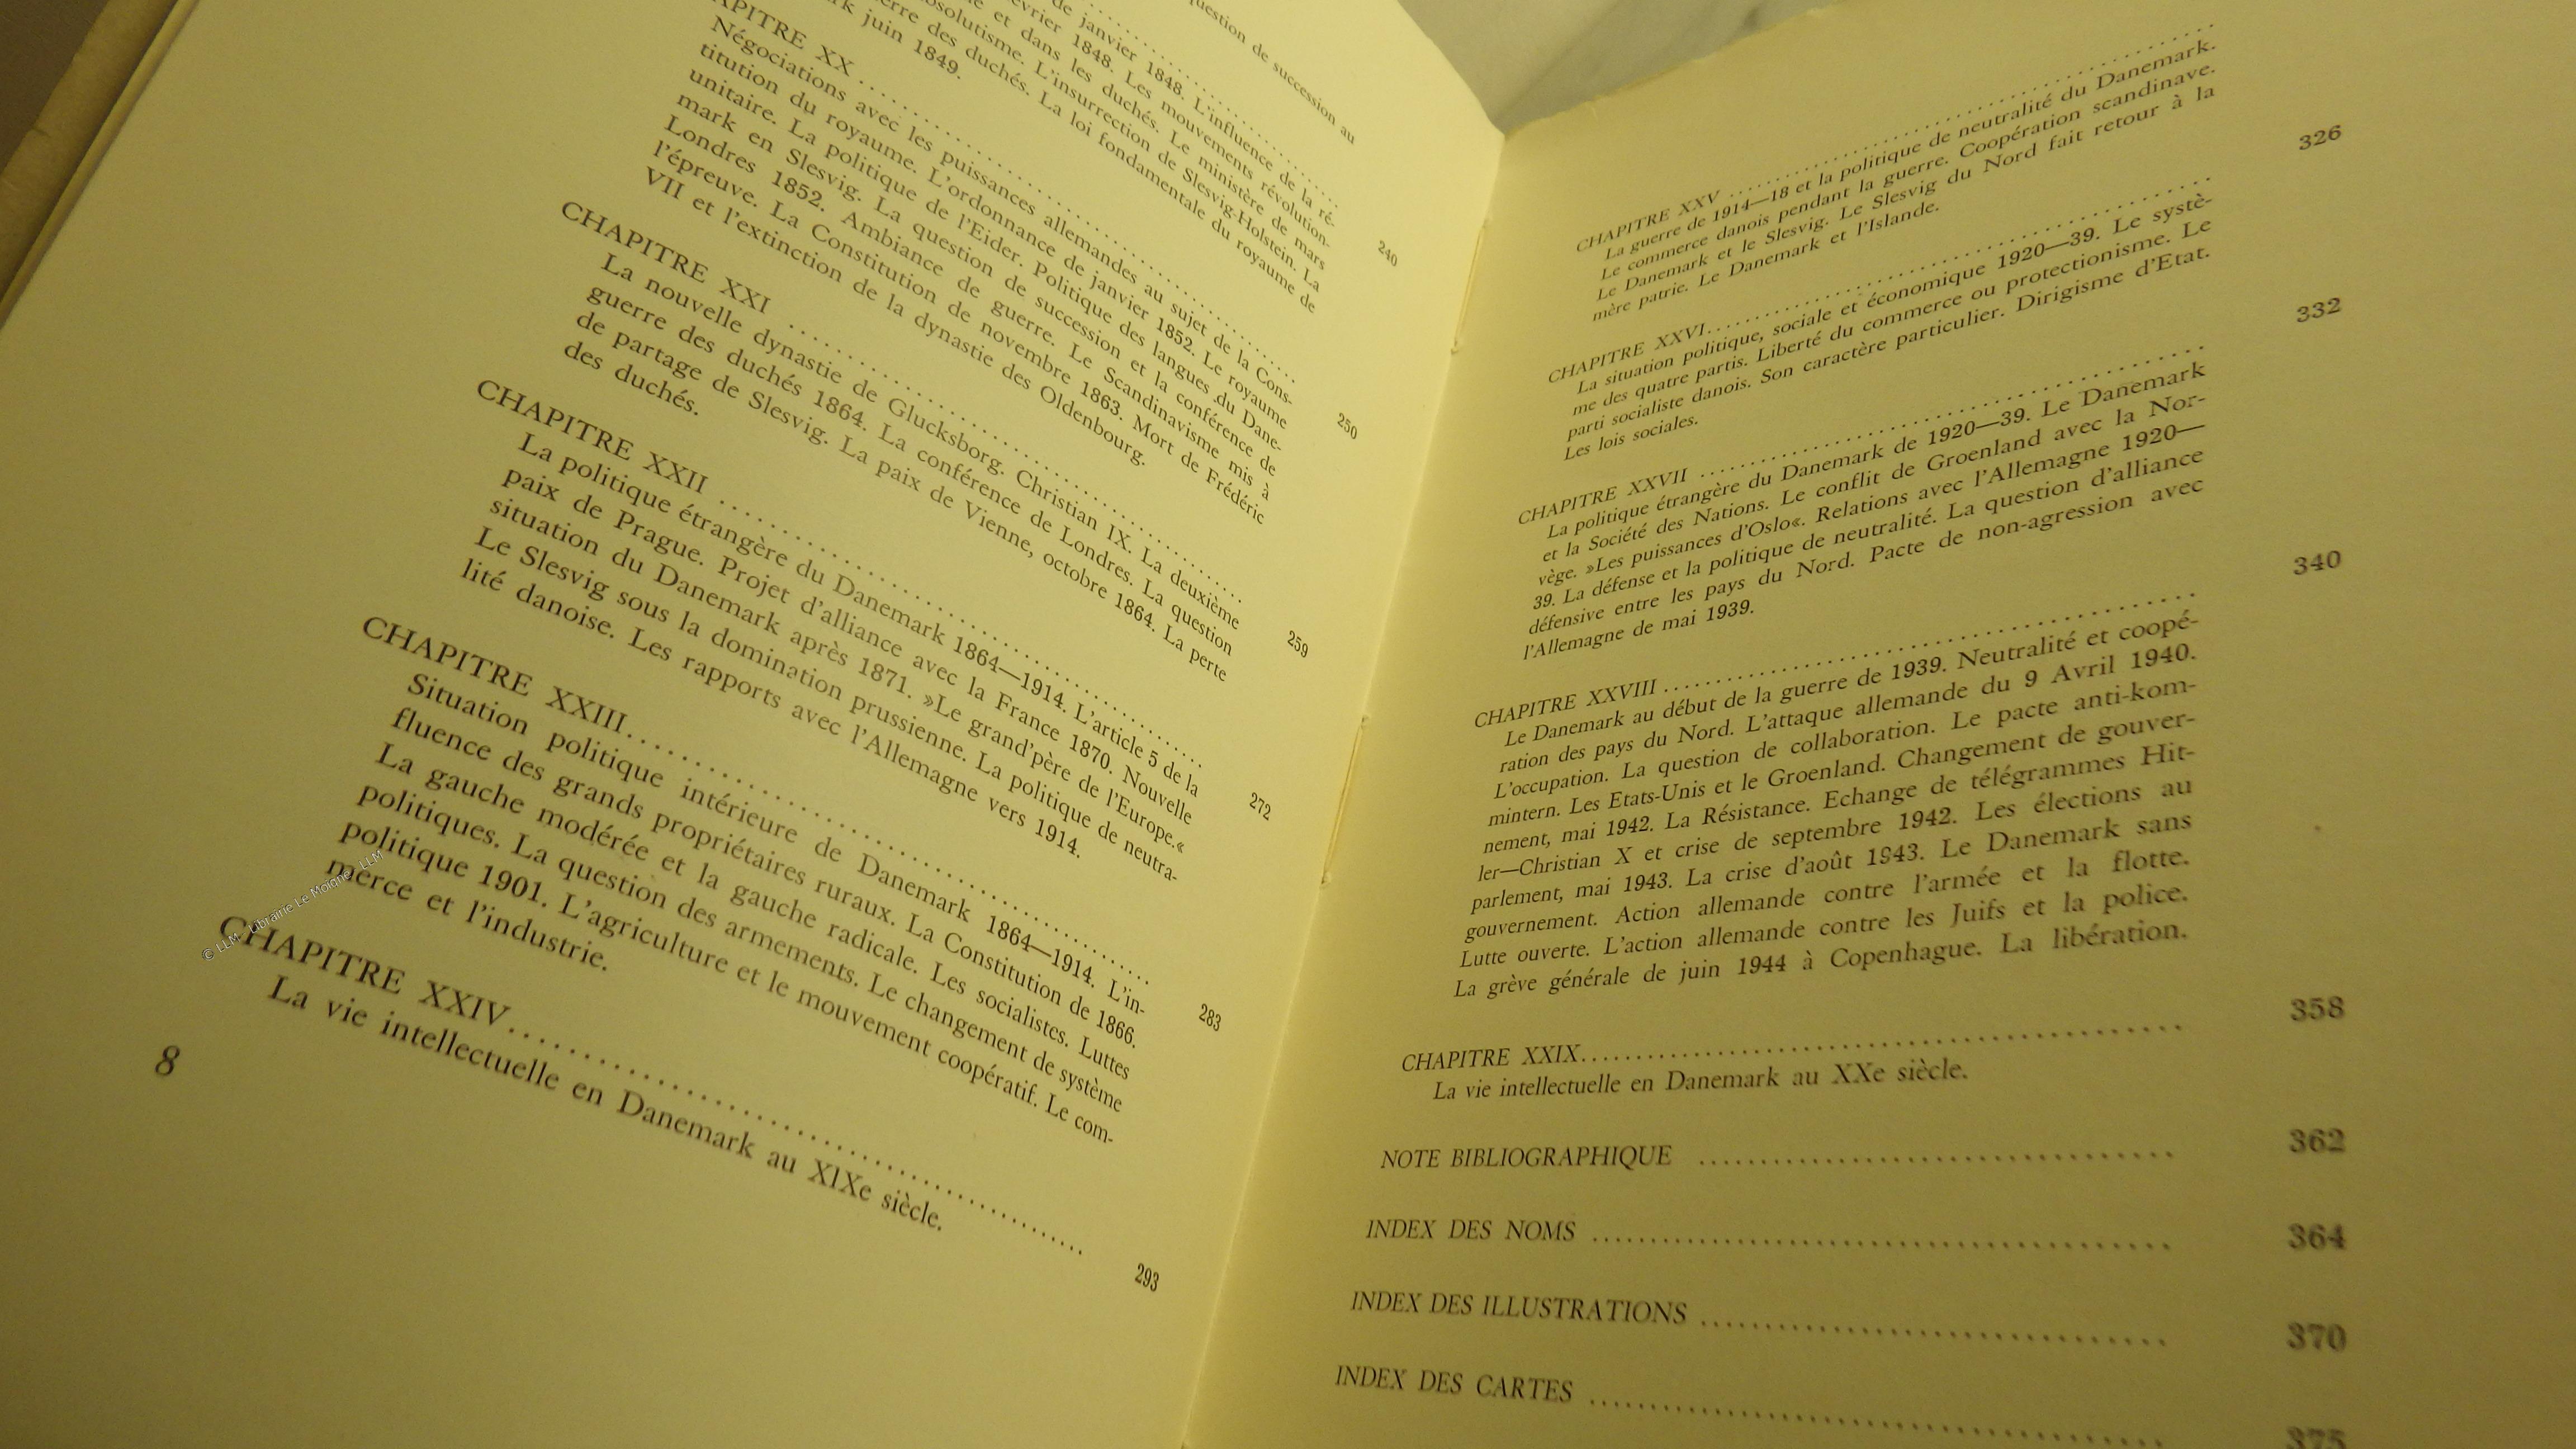 uestion de succession au
240
de janvier 1848. L'influence de la ré-
évrier 1848. Les mouvements révolution-
et dans les duchés. Le ministère de mars
bsolutisme. L'insurrection de Slesvig-Holstein. La
erre des duchés. La loi fondamentale du royaume de
rk juin 1849.
APITRE XX .......... 250
Négociations avec les puissances allemandes au sujet de la Cons-
titution du royaume. L'ordonnance de janvier 1852. Le royaume
unitaire. La politique de l'Eider. Politique des langues du Dane-
mark en Slesvig. La question de succession et la conférence de
Londres 1852. Ambiance de guerre. Le Scandinavisme mis à
l'épreuve. La Constitution de novembre 1863. Mort de Frédéric
VII et l'extinction de la dynastie des Oldenbourg.
CHAPITRE XXI .......... 259
La nouvelle dynastie de Glucksborg. Christian IX. La deuxième
guerre des duchés 1864. La conférence de Londres. La question
de partage de Slesvig. La paix de Vienne, octobre 1864. La perte
des duchés.
CHAPITRE XXII .......... 272
La politique étrangère du Danemark 1864—1914. L'article 5 de la
paix de Prague. Projet d'alliance avec la France 1870. Nouvelle
situation du Danemark après 1871. »Le grand'père de l'Europe.«
Le Slesvig sous la domination prussienne. La politique de neutra-
lité danoise. Les rapports avec l'Allemagne vers 1914.
CHAPITRE XXIII .......... 283
Situation politique intérieure de Danemark 1864—1914. L'in-
fluence des grands propriétaires ruraux. La Constitution de 1866.
La gauche modérée et la gauche radicale. Les socialistes. Luttes
politiques. La question des armements. Le changement de système
politique 1901. L'agriculture et le mouvement coopératif. Le com-
merce et l'industrie.
CHAPITRE XXIV .......... 293
La vie intellectuelle en Danemark au XIXe siècle.
8
© LLM - Librairie Le Moigne - LLM
CHAPITRE XXV ..........
La guerre de 1914—18 et la politique de neutralité du Danemark.
Le commerce danois pendant la guerre. Coopération scandinave.
Le Danemark et le Slesvig. Le Slesvig du Nord fait retour à la
mère patrie. Le Danemark et l'Islande.
CHAPITRE XXVI .......... 326
La situation politique, sociale et économique 1920—39. Le systè-
me des quatre partis. Liberté du commerce ou protectionisme. Le
parti socialiste danois. Son caractère particulier. Dirigisme d'Etat.
Les lois sociales.
CHAPITRE XXVII .......... 332
La politique étrangère du Danemark de 1920—39. Le Danemark
et la Société des Nations. Le conflit de Groenland avec la Nor-
vège. »Les puissances d'Oslo«. Relations avec l'Allemagne 1920—
39. La défense et la politique de neutralité. La question d'alliance
défensive entre les pays du Nord. Pacte de non-agression avec
l'Allemagne de mai 1939.
CHAPITRE XXVIII .......... 340
Le Danemark au début de la guerre de 1939. Neutralité et coopé-
ration des pays du Nord. L'attaque allemande du 9 Avril 1940.
L'occupation. La question de collaboration. Le pacte anti-kom-
mintern. Les Etats-Unis et le Groenland. Changement de gouver-
nement, mai 1942. La Résistance. Echange de télégrammes Hit-
ler—Christian X et crise de septembre 1942. Les élections au
parlement, mai 1943. La crise d'août 1943. Le Danemark sans
gouvernement. Action allemande contre l'armée et la flotte.
Lutte ouverte. L'action allemande contre les Juifs et la police.
La grève générale de juin 1944 à Copenhague. La libération.
CHAPITRE XXIX .......... 358
La vie intellectuelle en Danemark au XXe siècle.
NOTE BIBLIOGRAPHIQUE .......... 362
INDEX DES NOMS .......... 364
INDEX DES ILLUSTRATIONS .......... 370
INDEX DES CARTES .......... 375